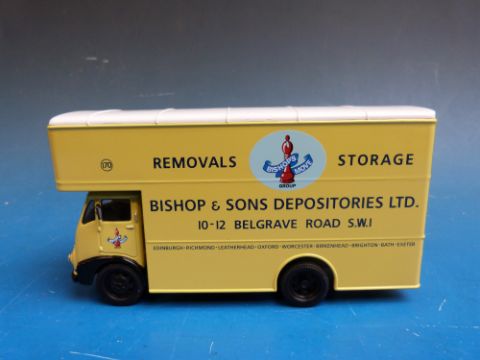 170
REMOVALS
BISHOP'S MOVE
GROUP
STORAGE
BISHOP & SONS DEPOSITORIES LTD.
10-12 BELGRAVE ROAD S.W.1
EDINBURGH-RICHMOND-LEATHERHEAD-OXFORD-WORCESTER-BIRKENHEAD-BRIGHTON-BATH-EXETER